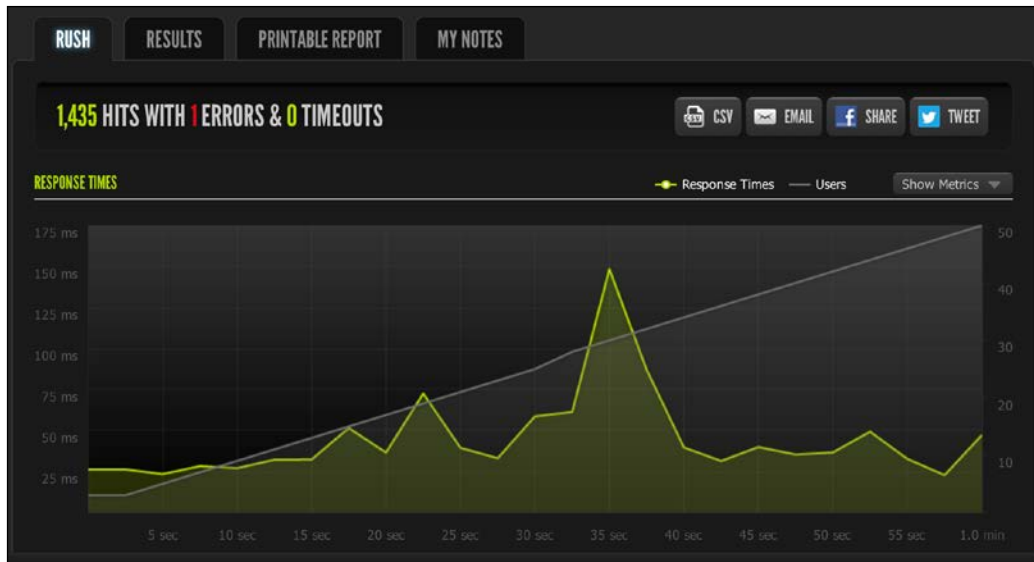 RUSH RESULTS PRINTABLE REPORT MY NOTES
1,435 HITS WITH 1 ERRORS & 0 TIMEOUTS
CSV EMAIL SHARE TWEET
RESPONSE TIMES
Response Times Users Show Metrics
175 ms 50
150 ms
40
125 ms
100 ms 30
75 ms
20
50 ms
10
25 ms
5 sec 10 sec 15 sec 20 sec 25 sec 30 sec 35 sec 40 sec 45 sec 50 sec 55 sec 1.0 min